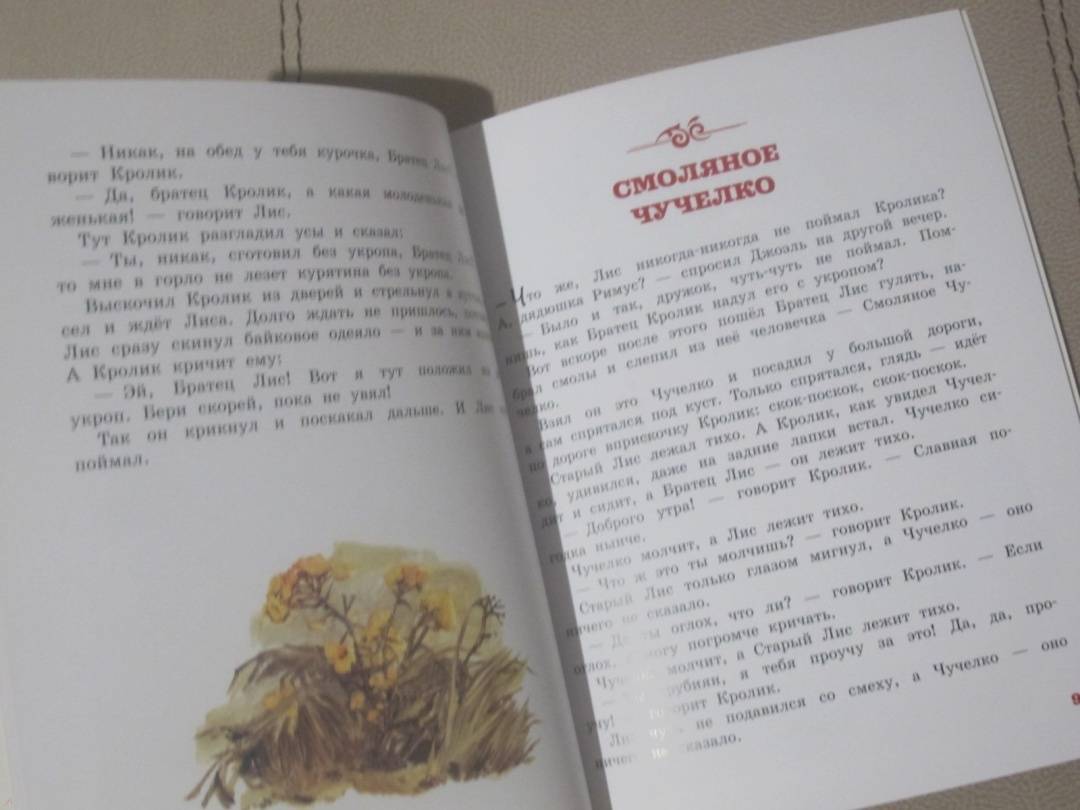 — Никак, на обед у тебя курочка, Братец Лис
ворит Кролик.
— Да, братец Кролик, а какая молоденькая
женькая! — говорит Лис.
Тут Кролик разгладил усы и сказал:
— Ты, никак, сготовил без укропа, Братец Лис
то мне в горло не лезет курятина без укропа.
Выскочил Кролик из дверей и стрельнул в
сел и ждёт Лиса. Долго ждать не пришлось,
Лис сразу скинул байковое одеяло — и за ним
А Кролик кричит ему:
— Эй, Братец Лис! Вот я тут положил
укроп. Бери скорей, пока не увял!
Так он крикнул и поскакал дальше. И Лис
поймал.
СМОЛЯНОЕ
ЧУЧЕЛКО
— Что же, Лис никогда-никогда не поймал Кролика?
А, дядюшка Римус? — спросил Джоэль на другой вечер.
— Было и так, дружок, чуть-чуть не поймал. Пом-
нишь, как Братец Кролик надул его с укропом?
Вот вскоре после этого пошёл Братец Лис гулять, на-
брал смолы и слепил из неё человечка — Смоляное Чу-
челко.
Взял он это Чучелко и посадил у большой дороги,
а сам спрятался под куст. Только спрятался, глядь — идёт
по дороге вприскочку Кролик: скок-поскок, скок-поскок.
Старый Лис лежал тихо. А Кролик, как увидел Чучел-
ко, удивился, даже на задние лапки встал. Чучелко си-
дит и сидит, а Братец Лис — он лежит тихо.
— Доброго утра! — говорит Кролик. — Славная по-
годка нынче.
Чучелко молчит, а Лис лежит тихо.
— Что ж это ты молчишь? — говорит Кролик.
Старый Лис только глазом мигнул, а Чучелко — оно
ничего не сказало.
— Да ты оглох, что ли? — говорит Кролик. — Если
оглох, я могу погромче кричать.
Чучелко молчит, а Старый Лис лежит тихо.
— грубиян, я тебя проучу за это! Да, да, про-
учу! — говорит Кролик.
Лис чуть не подавился со смеху, а Чучелко — оно
ничего не сказало.
9